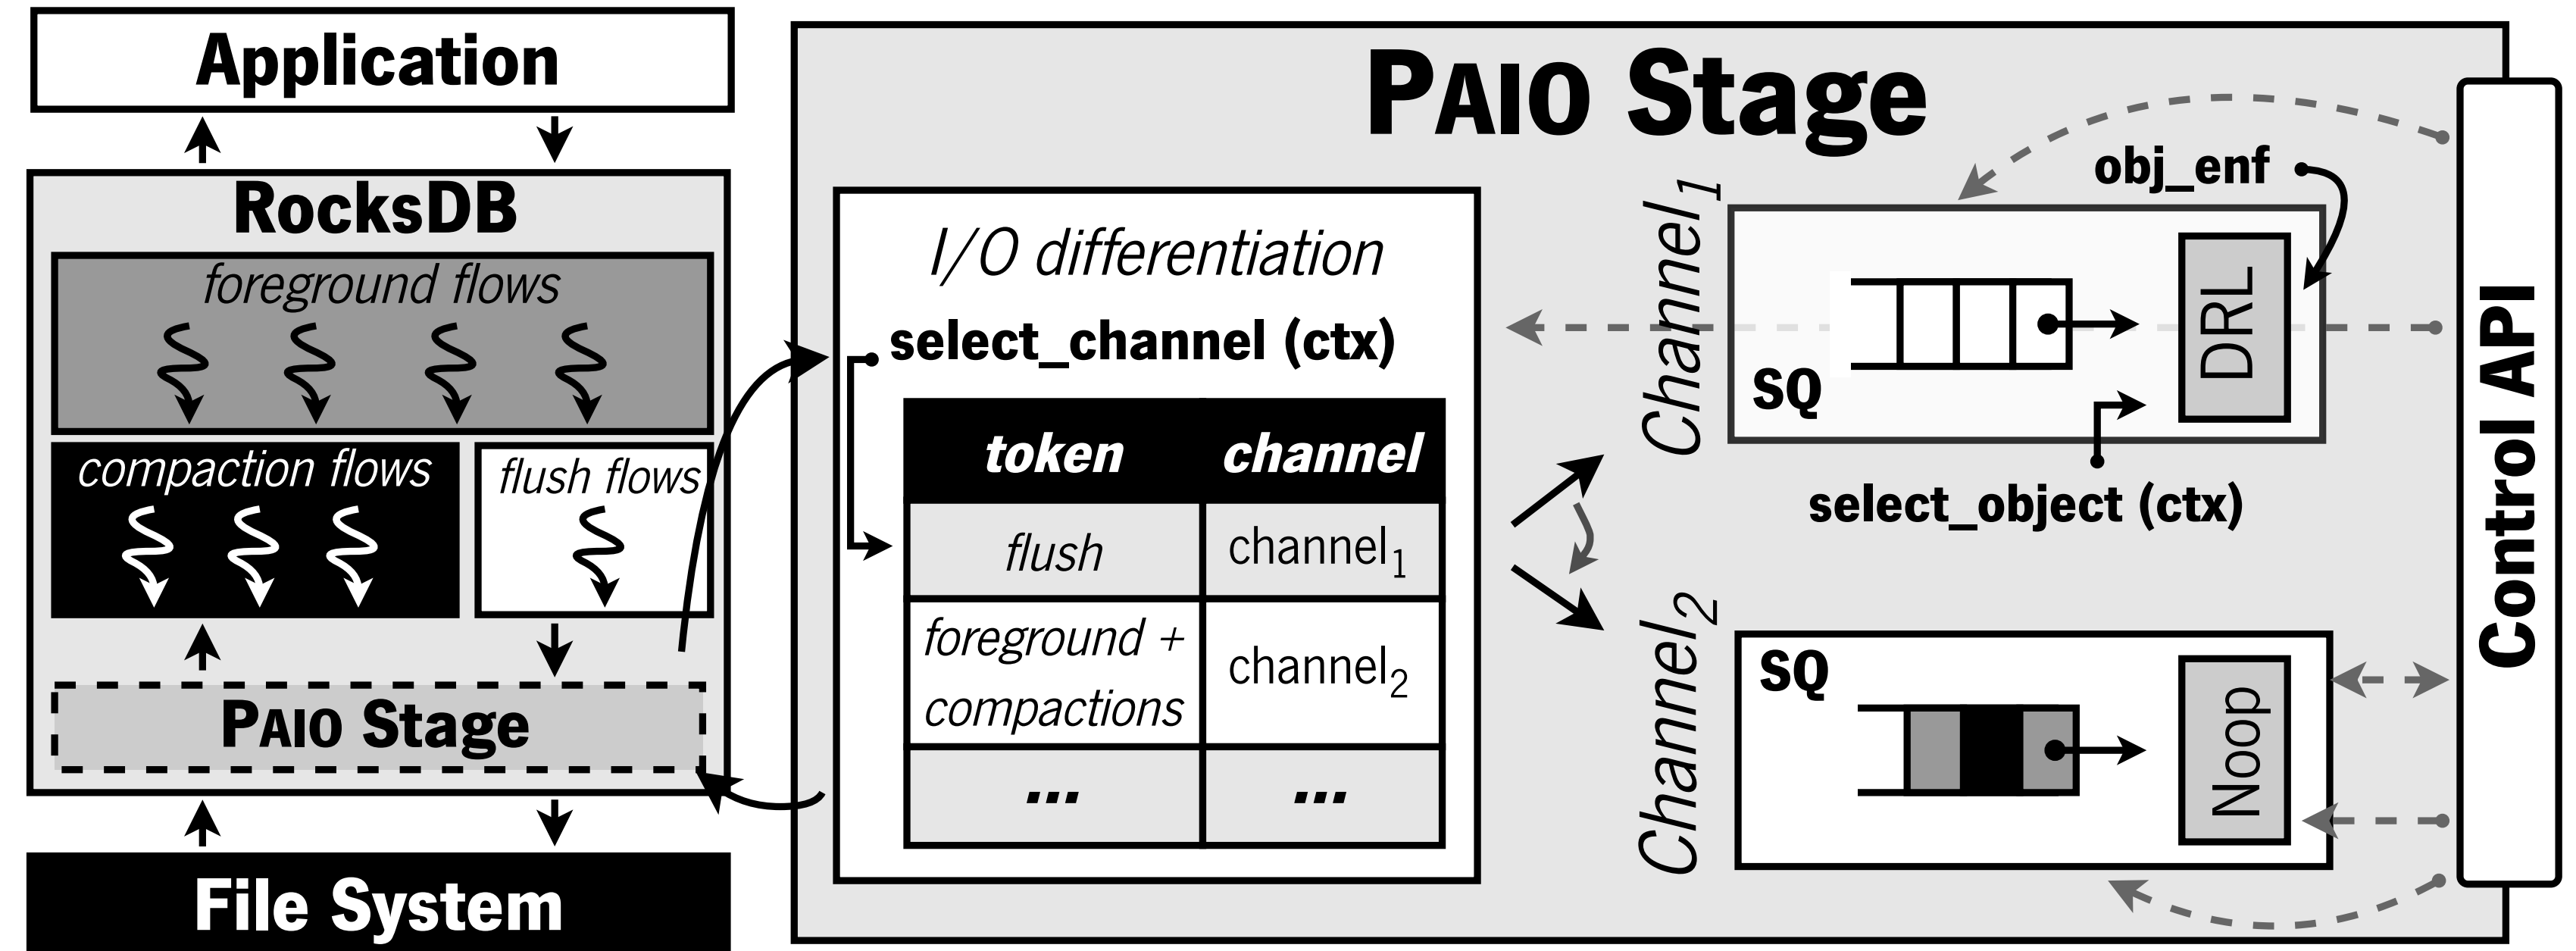 Application
RocksDB
foreground flows
compaction flows
flush flows
PAIO Stage
File System
PAIO Stage
I/O differentiation
select_channel (ctx)
token channel
flush channel1
foreground +
compactions
channel2
... ...
Channel1
obj_enf
SQ
DRL
select_object (ctx)
Channel2
SQ
Noop
Control API